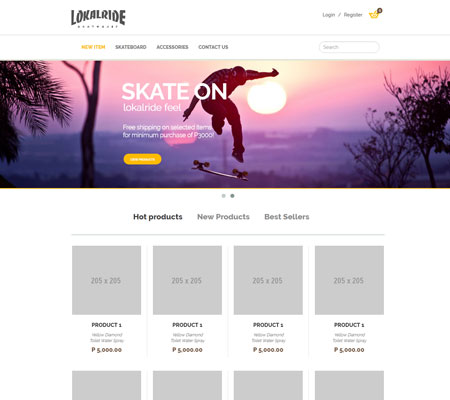 LOKALRIDE
Login / Register
0
NEW ITEM SKATEBOARD ACCESSORIES CONTACT US
Search
SKATE ON
lokalride feel
Free shipping on selected items
for minimum purchase of P3000!
VIEW PRODUCTS
Hot products New Products Best Sellers
205 x 205 205 x 205 205 x 205 205 x 205
PRODUCT 1 PRODUCT 1 PRODUCT 1 PRODUCT 1
Yellow Diamond Yellow Diamond Yellow Diamond Yellow Diamond
Toilet Water Spray Toilet Water Spray Toilet Water Spray Toilet Water Spray
P 5,000.00 P 5,000.00 P 5,000.00 P 5,000.00